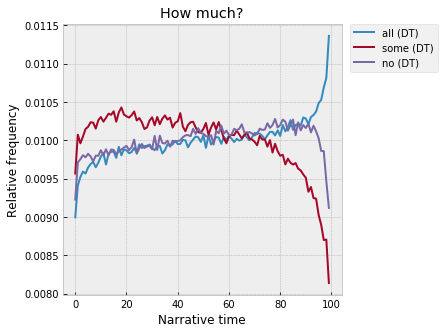 How much?
all (DT)
some (DT)
no (DT)
0.0115
0.0110
0.0105
0.0100
0.0095
0.0090
0.0085
0.0080
Relative frequency
0 20 40 60 80 100
Narrative time